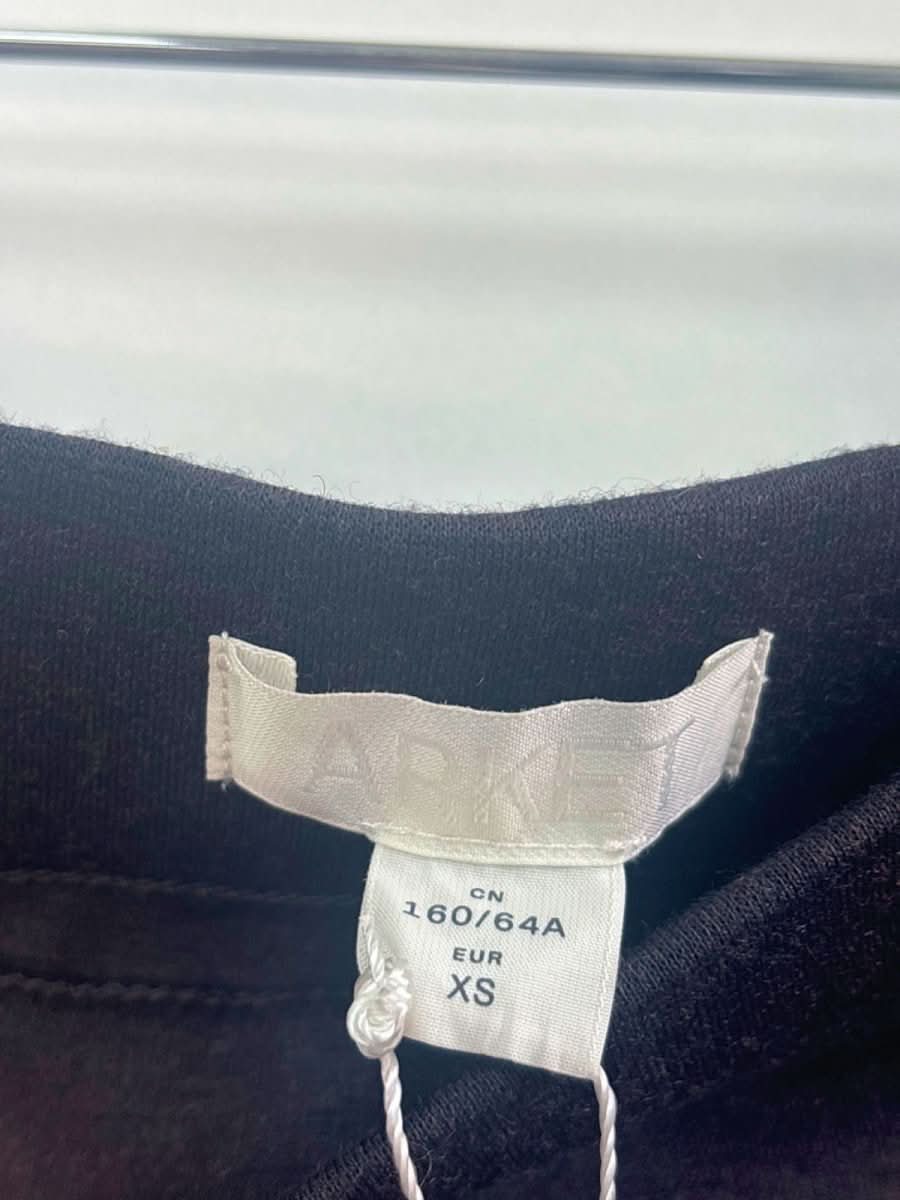 ARKET
CN
160/64A
EUR
XS